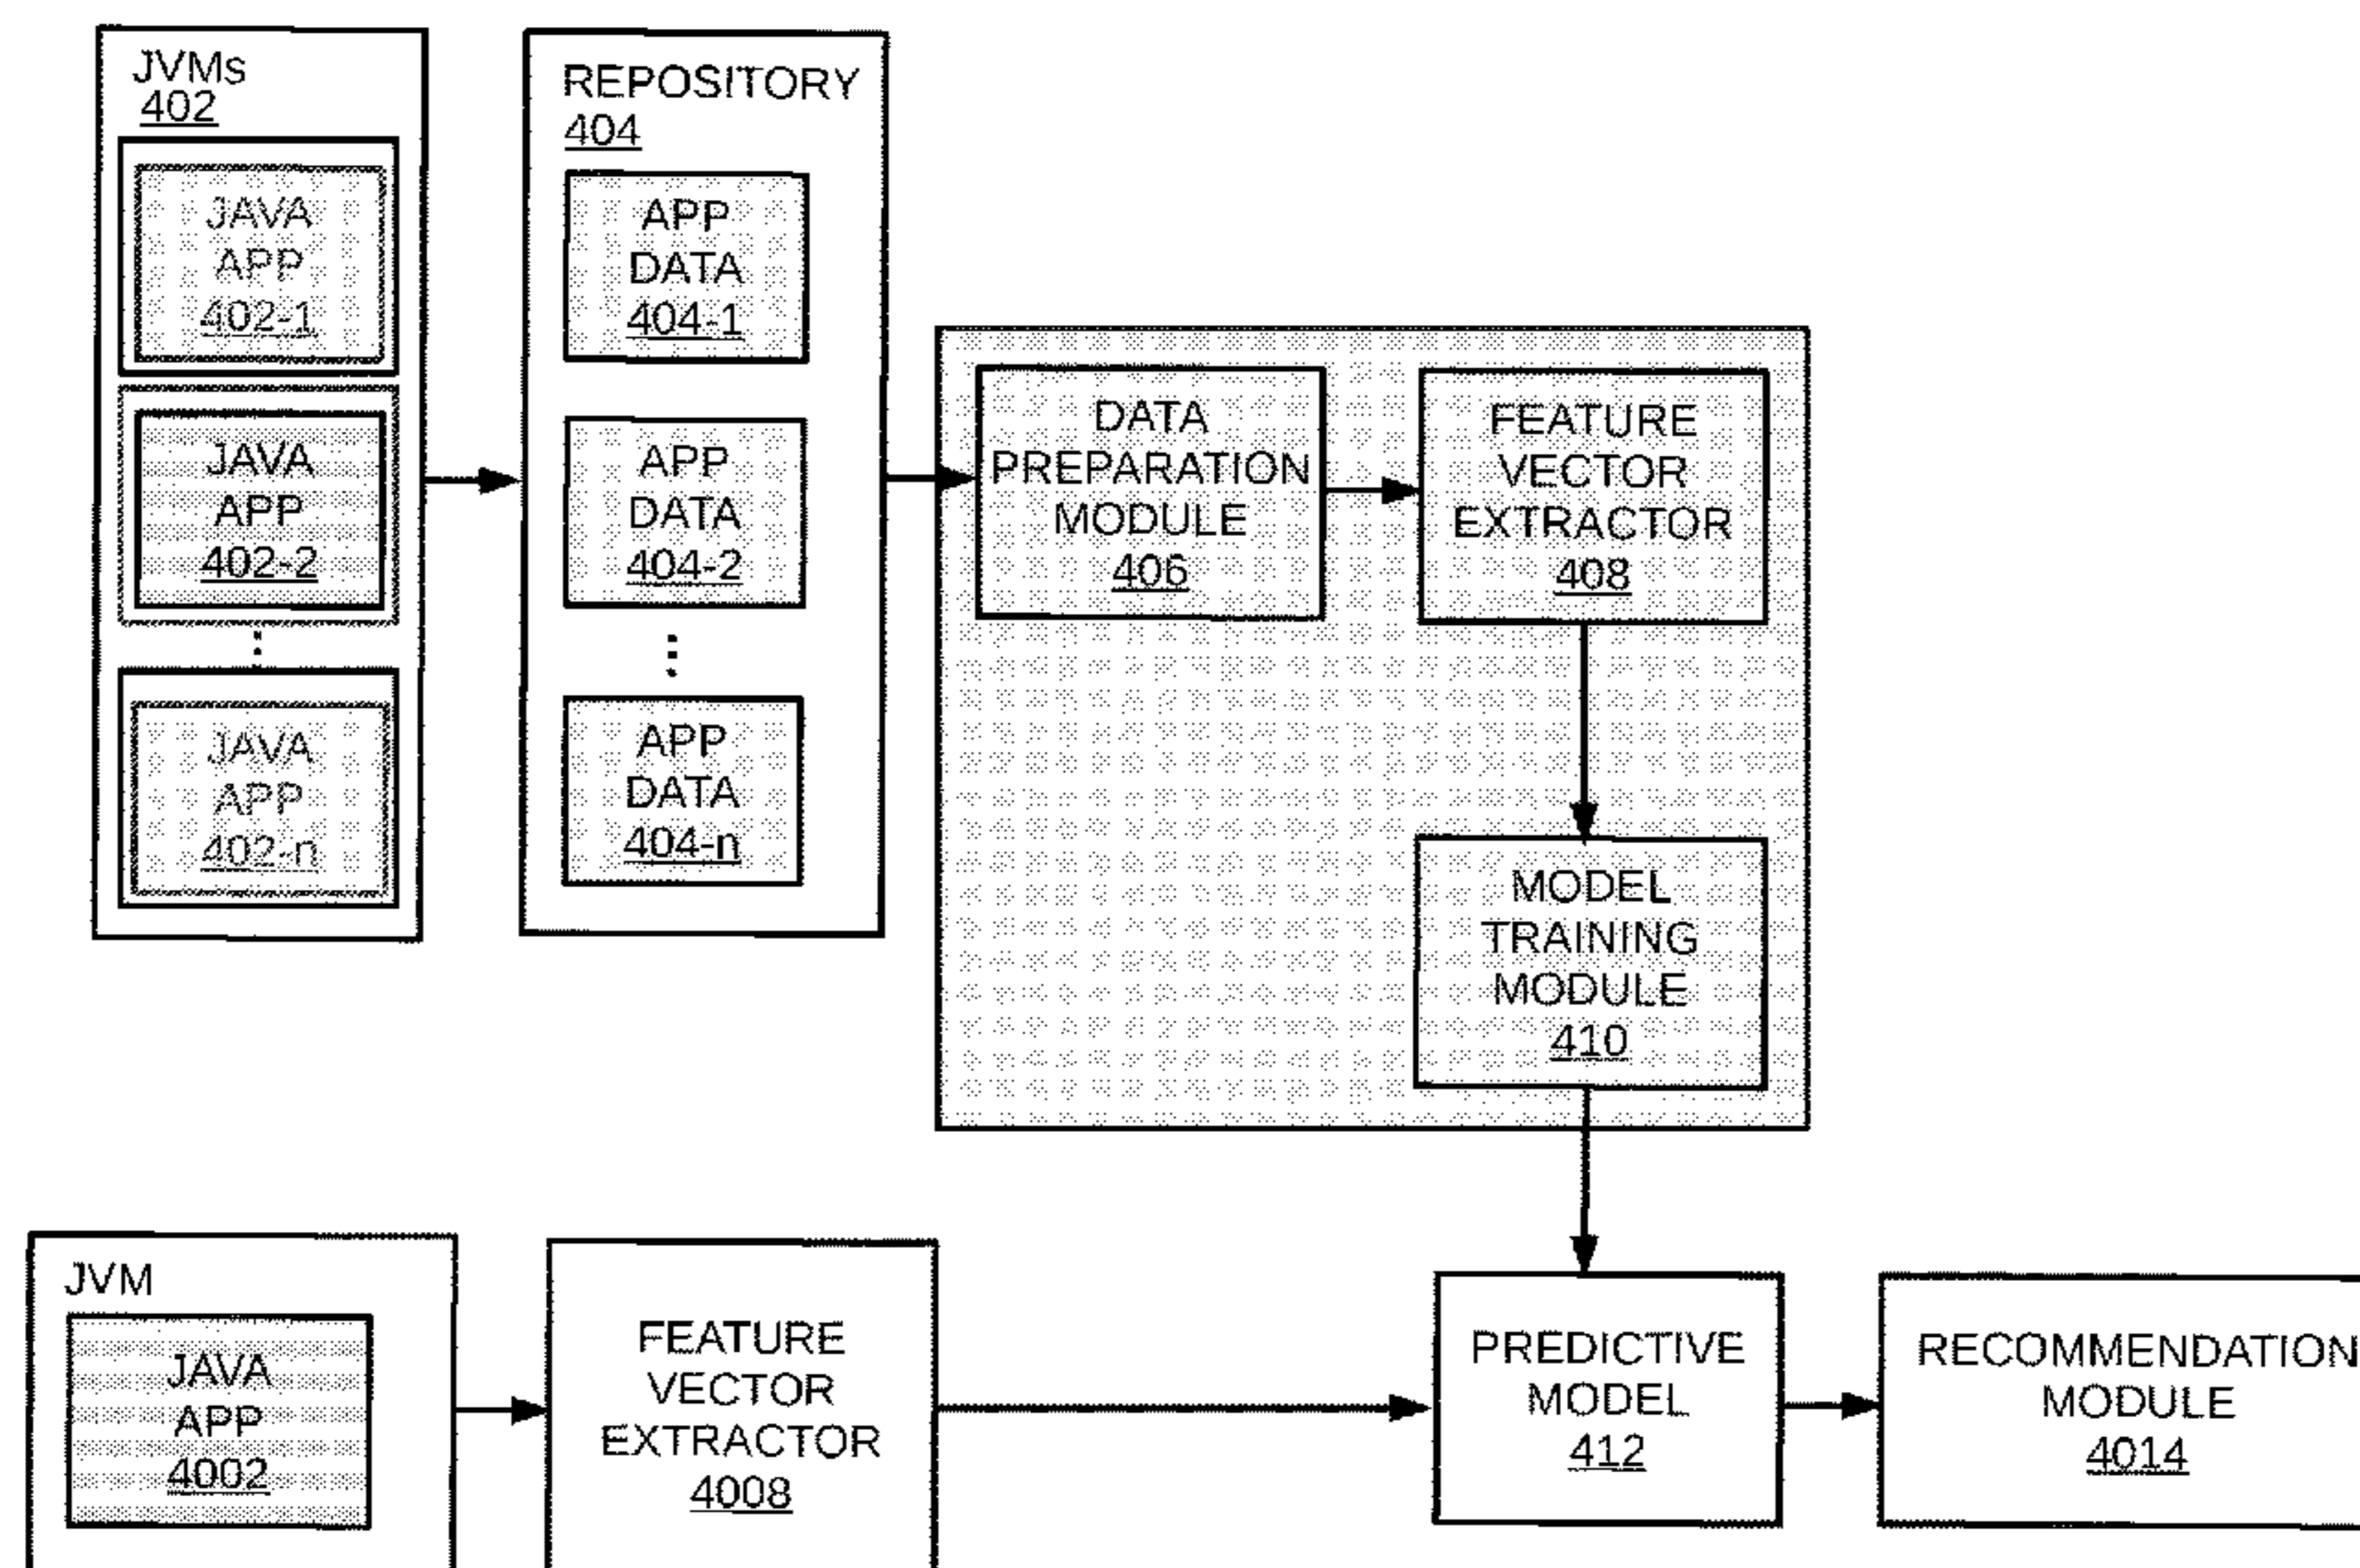 JVMs
402
JAVA
APP
402-1
JAVA
APP
402-2
JAVA
APP
402-n
REPOSITORY
404
APP
DATA
404-1
APP
DATA
404-2
APP
DATA
404-n
DATA
PREPARATION
MODULE
406
FEATURE
VECTOR
EXTRACTOR
408
MODEL
TRAINING
MODULE
410
JVM
JAVA
APP
4002
FEATURE
VECTOR
EXTRACTOR
4008
PREDICTIVE
MODEL
412
RECOMMENDATION
MODULE
4014